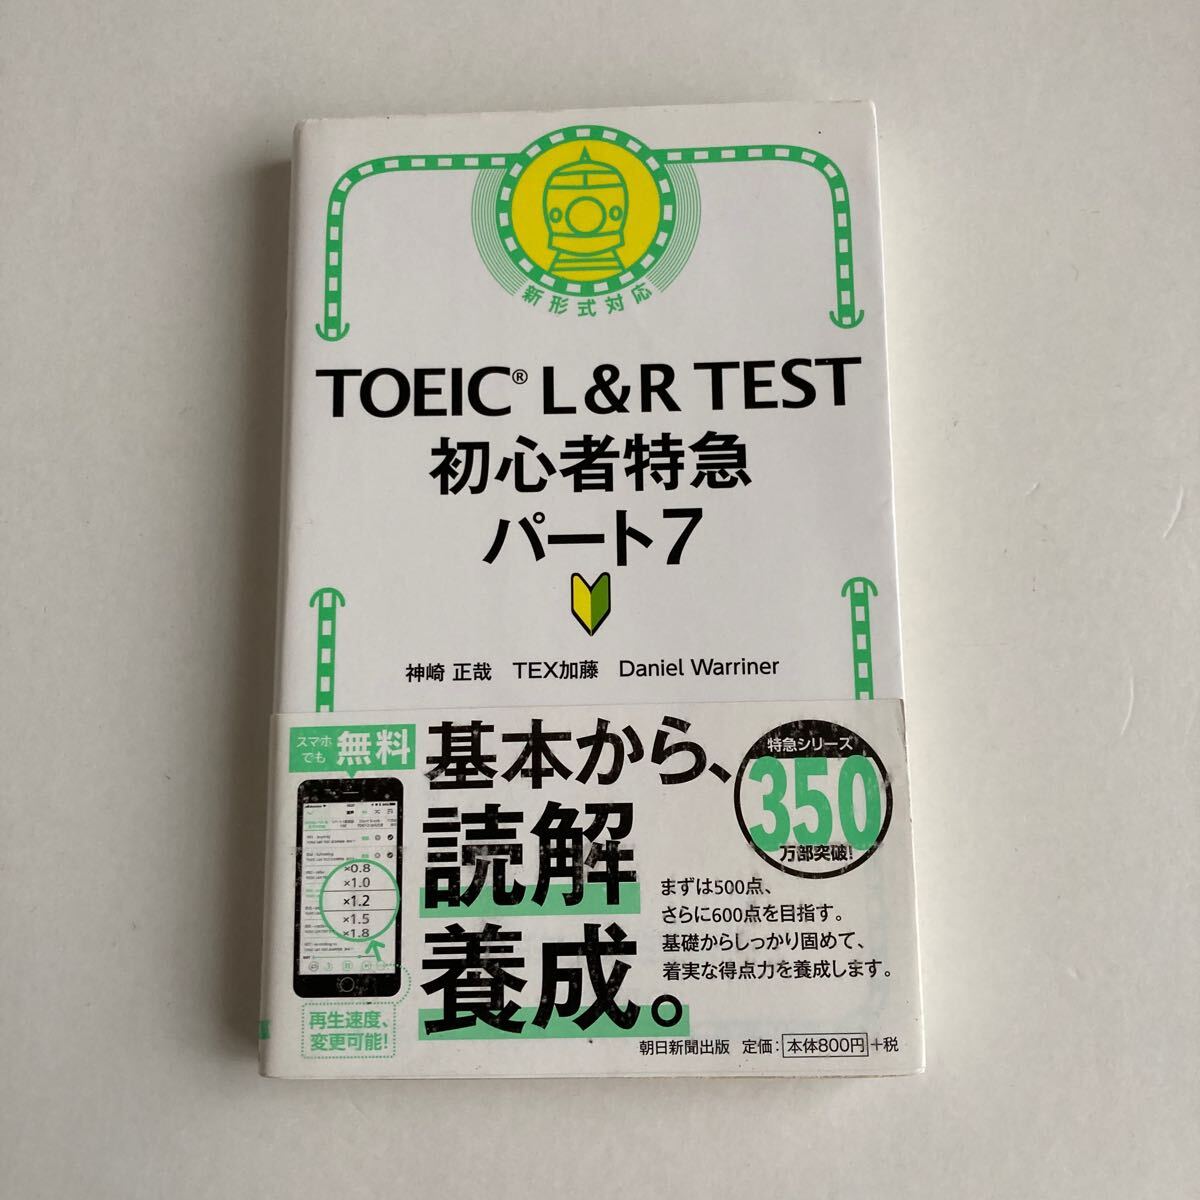 新形式対応
TOEIC® L&R TEST
初心者特急
パート7
神崎 正哉 TEX加藤 Daniel Warriner
スマホ
でも
無料
基本から、
読解
養成。
特急シリーズ
350
万部突破!
×0.8
×1.0
×1.2
×1.5
×1.8
再生速度、
変更可能!
まずは500点、
さらに600点を目指す。
基礎からしっかり固めて、
着実な得点力を養成します。
朝日新聞出版 定価: 本体800円 +税